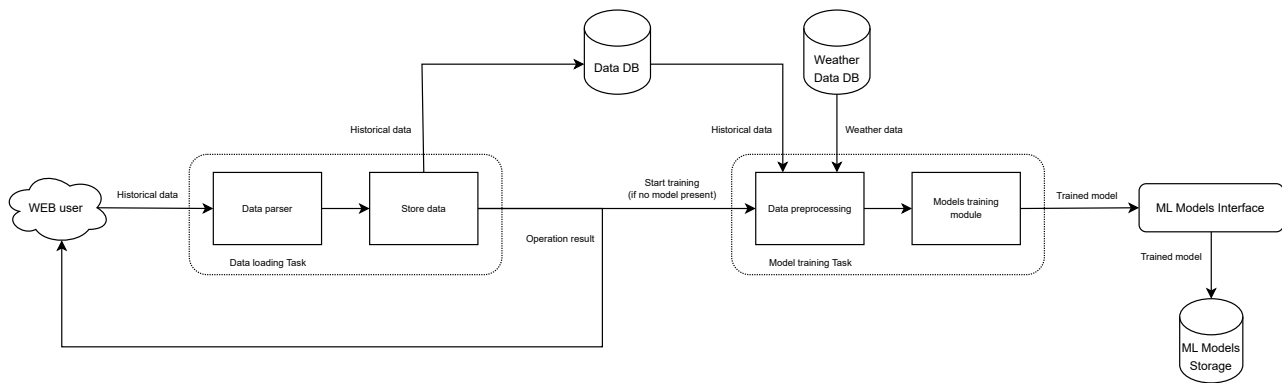 Data DB
Weather
Data DB
Historical data
Historical data
Weather data
WEB user
Historical data
Data parser
Store data
Start training
(if no model present)
Data preprocessing
Models training
module
Trained model
ML Models Interface
Operation result
Data loading Task
Model training Task
Trained model
ML Models
Storage